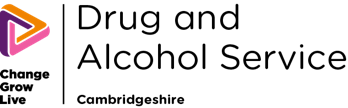 Change
Grow
Live
Drug and
Alcohol Service
Cambridgeshire